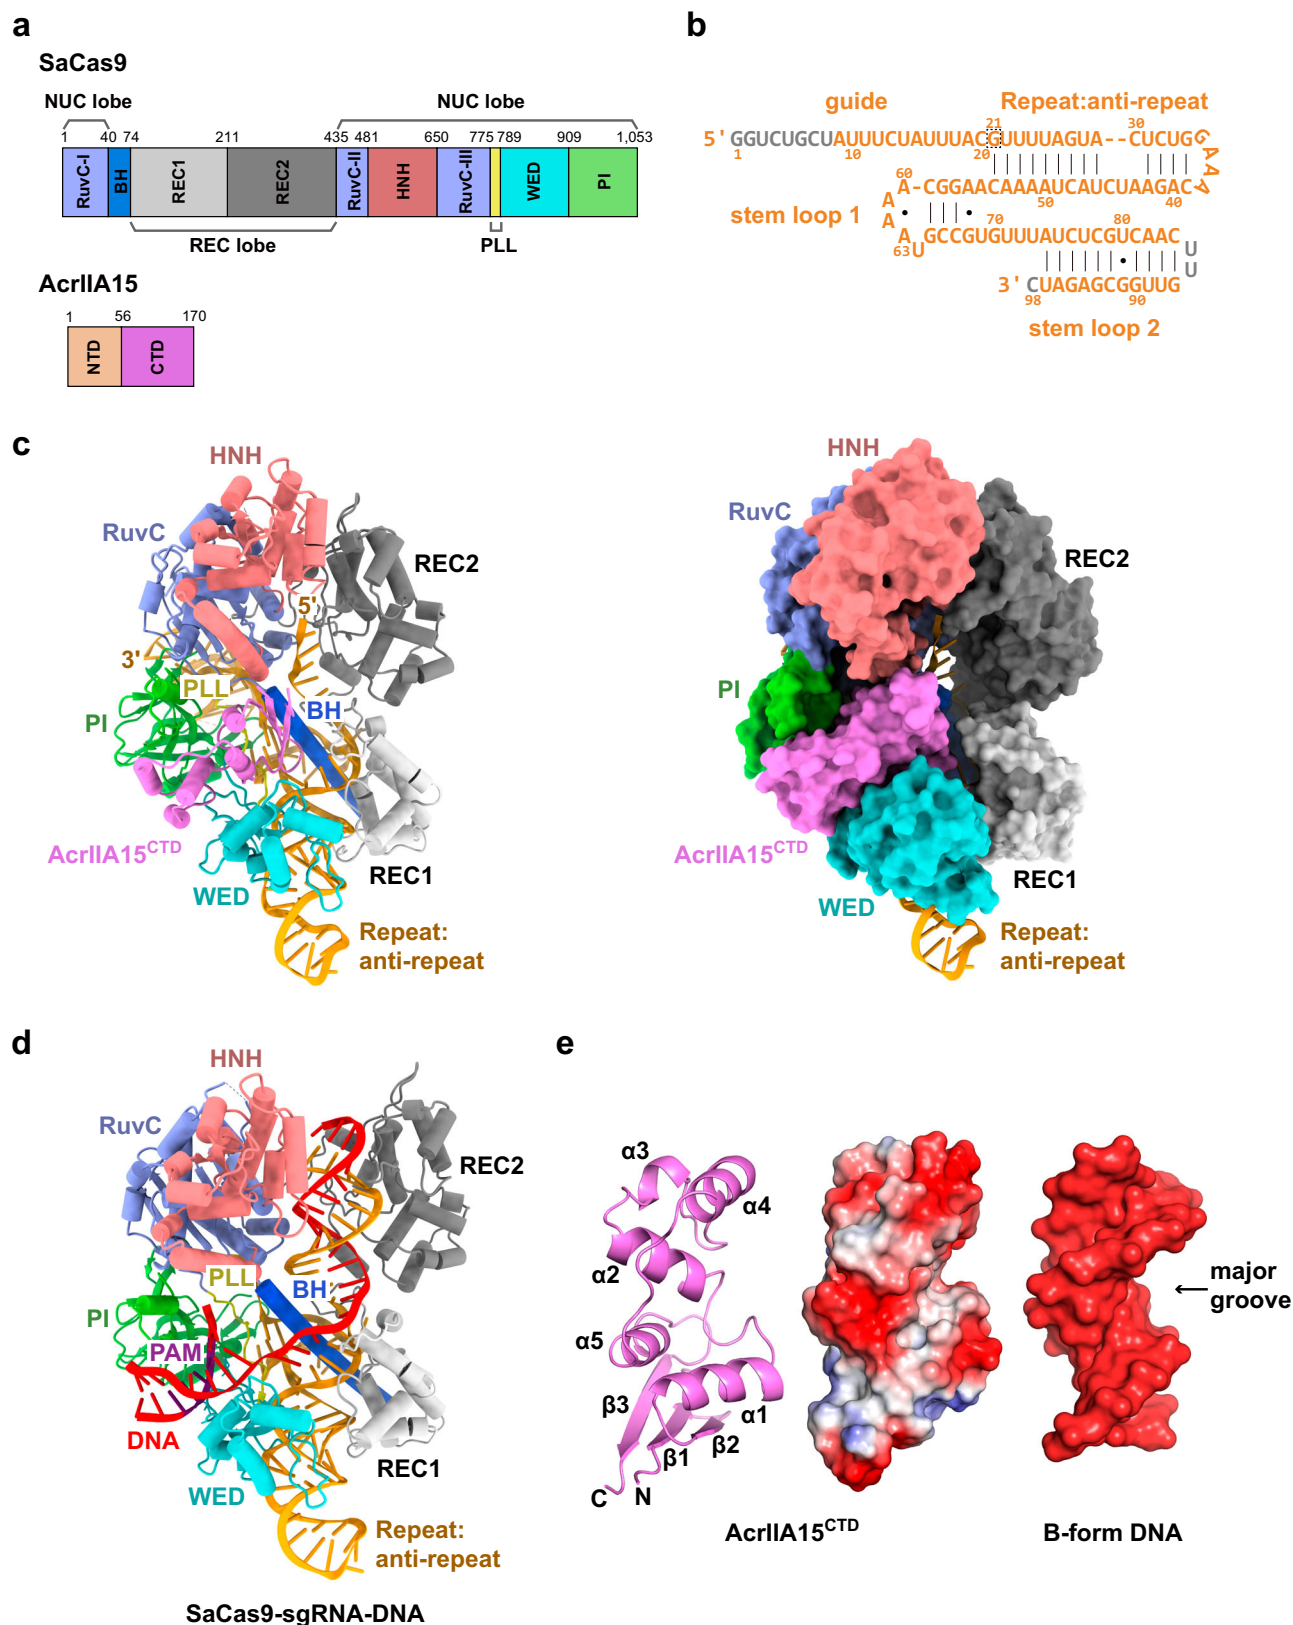 a
SaCas9
NUC lobe
NUC lobe
1 40 74 211 435 481 650 775 789 909 1,053
RuvC-I
BH
REC1
REC2
RuvC-II
HNH
RuvC-III
WED
PI
REC lobe
PLL
AcrIIA15
1 56 170
NTD
CTD
b
guide
Repeat:anti-repeat
21 30
5' GGUCUGCUAUUUCUAUUUACGUUUUAGUA--CUCUGGAAA
1 10 20
60
A-CGGAACAAAAUCAUCUAAGAC
50 40
stem loop 1
A
A
70 80
AUGCCGUGUUUAUCUCGUCAAC
63
U
U
3' CUAGAGCGGUUG
98 90
stem loop 2
c
HNH
RuvC
REC2
5'
3'
PLL
BH
PI
AcrIIA15CTD
WED
REC1
Repeat:
anti-repeat
HNH
RuvC
REC2
PI
AcrIIA15CTD
WED
REC1
Repeat:
anti-repeat
d
HNH
RuvC
REC2
PLL
BH
PI
PAM
DNA
WED
REC1
Repeat:
anti-repeat
SaCas9-sgRNA-DNA
e
α3
α4
α2
α5
β3
α1
β2
β1
C N
AcrIIA15CTD
major
groove
B-form DNA